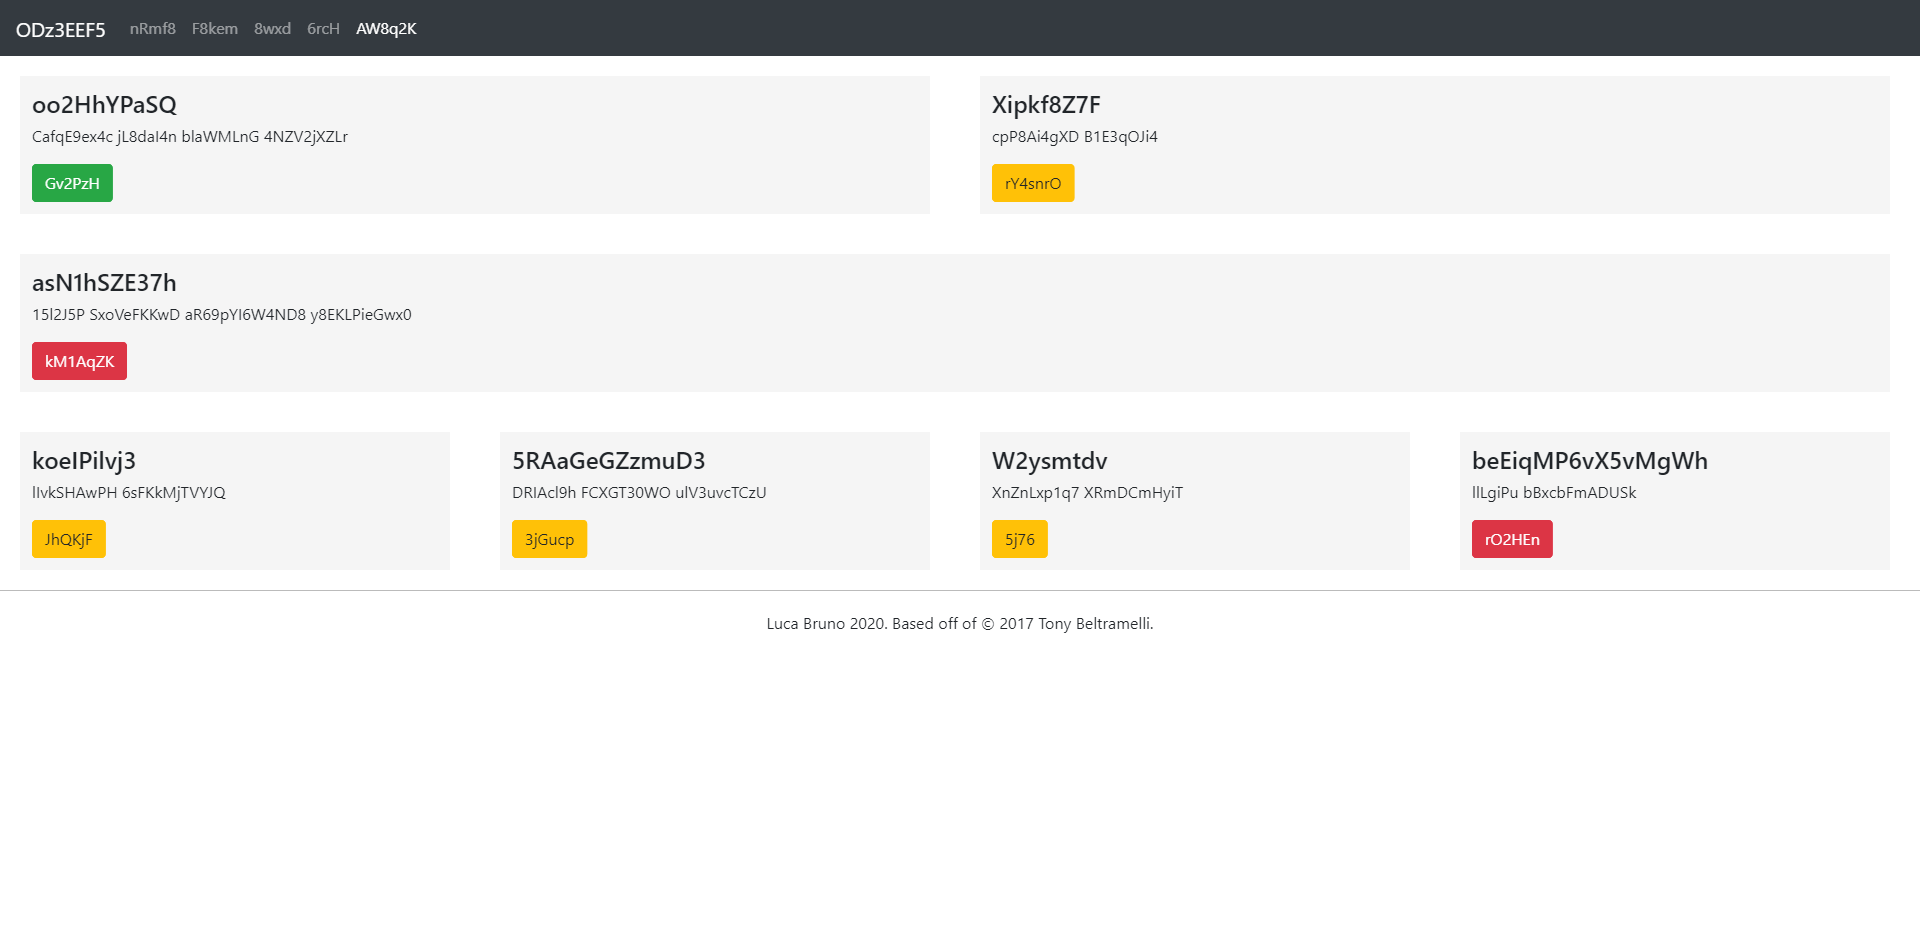 ODz3EEF5 nRmf8 F8kem 8wxd 6rcH AW8q2K
oo2HhYPaSQ
CafqE9ex4c jL8daI4n blaWMLnG 4NZV2jXZLr
Gv2PzH
Xipkf8Z7F
cpP8Ai4gXD B1E3qOJi4
rY4snrO
asN1hSZE37h
15l2J5P SxoVeFKKwD aR69pYI6W4ND8 y8EKLPieGwx0
kM1AqZK
koeIPilvj3
lIvkSHAwPH 6sFKkMjTVYJQ
JhQKjF
5RAaGeGZzmuD3
DRIAcl9h FCXGT30WO ulV3uvcTCzU
3jGucp
W2ysmtdv
XnZnLxp1q7 XRmDCmHyiT
5j76
beEiqMP6vX5vMgWh
llLgiPu bBxcbFmADUSk
rO2HEn
Luca Bruno 2020. Based off of © 2017 Tony Beltramelli.